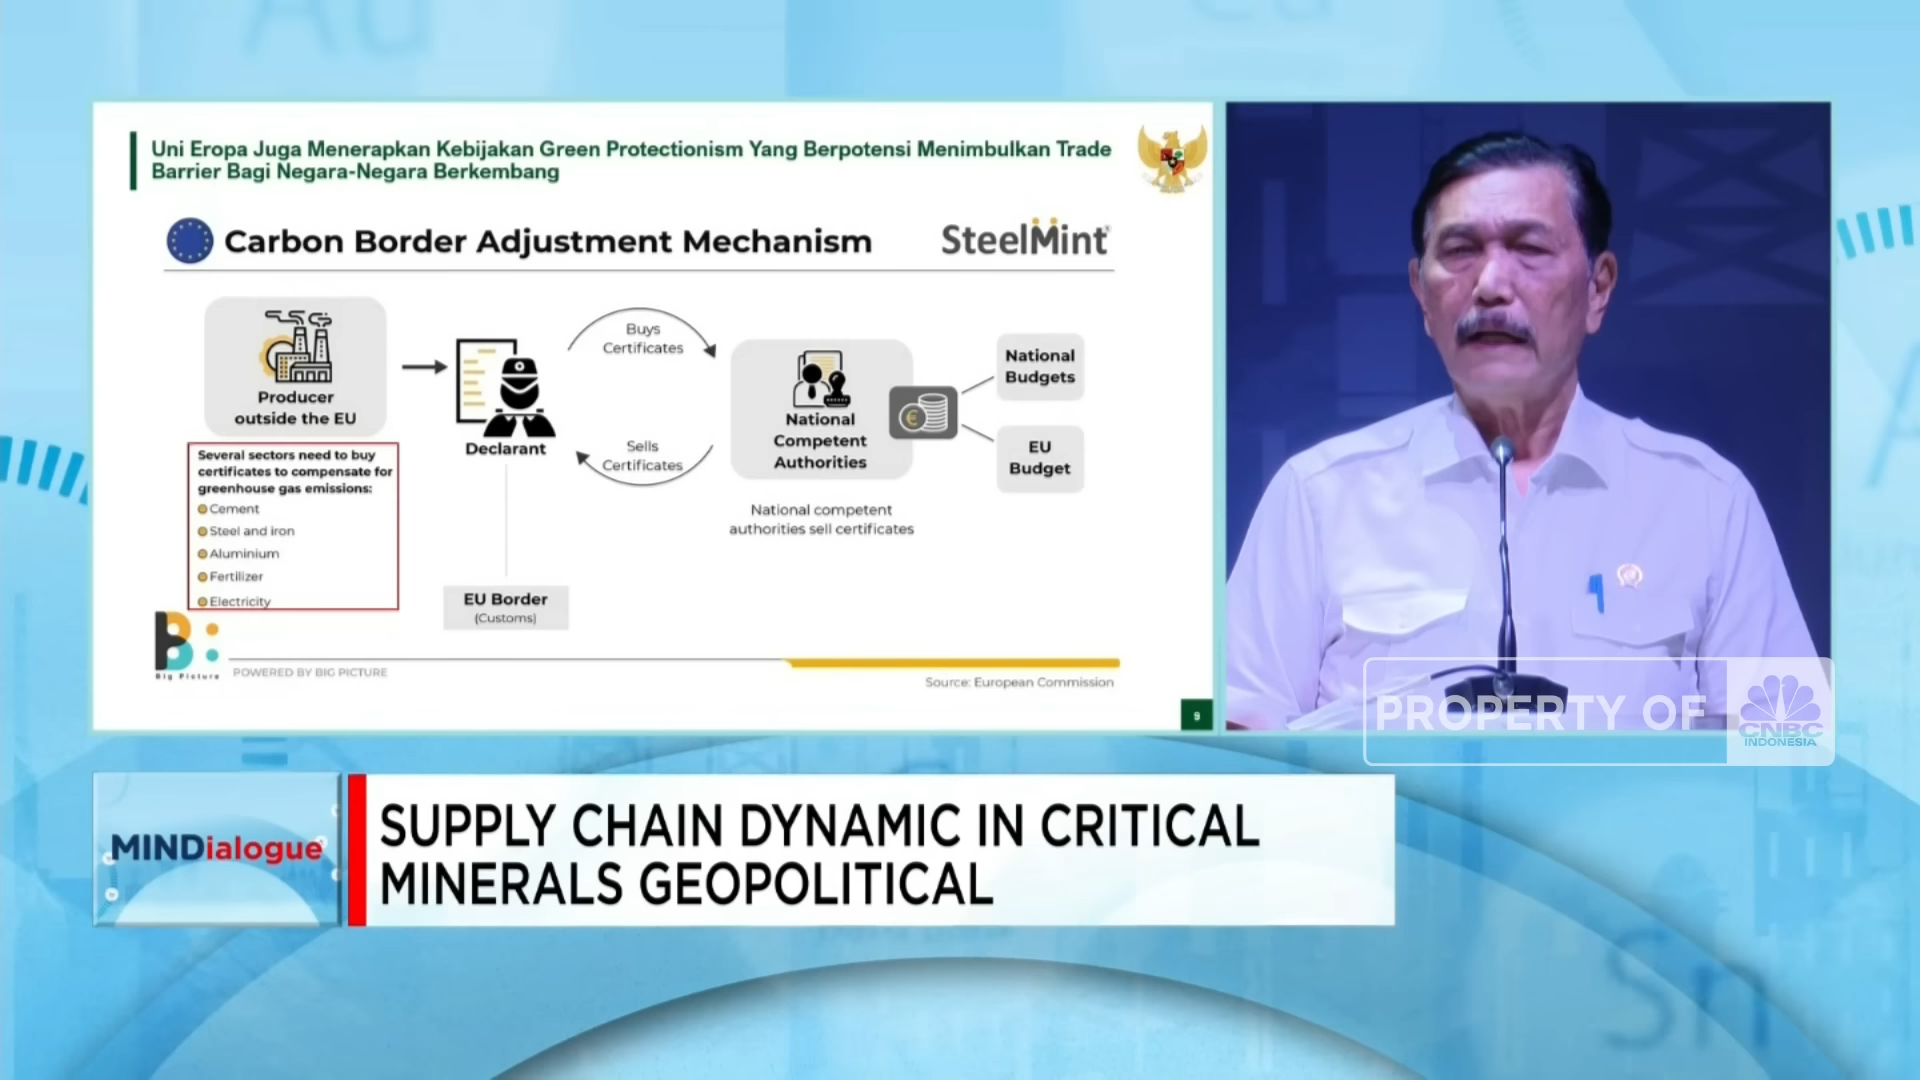 Uni Eropa Juga Menerapkan Kebijakan Green Protectionism Yang Berpotensi Menimbulkan Trade
Barrier Bagi Negara-Negara Berkembang
Carbon Border Adjustment Mechanism
SteelMint
Producer
outside the EU
Several sectors need to buy
certificates to compensate for
greenhouse gas emissions:
Cement
Steel and iron
Aluminium
Fertilizer
Electricity
Declarant
Buys
Certificates
Sells
Certificates
EU Border
(Customs)
National
Competent
Authorities
National competent
authorities sell certificates
National
Budgets
EU
Budget
Big Picture
POWERED BY BIG PICTURE
Source: European Commission
9
PROPERTY OF
CNBC
INDONESIA
MINDialogue
SUPPLY CHAIN DYNAMIC IN CRITICAL
MINERALS GEOPOLITICAL